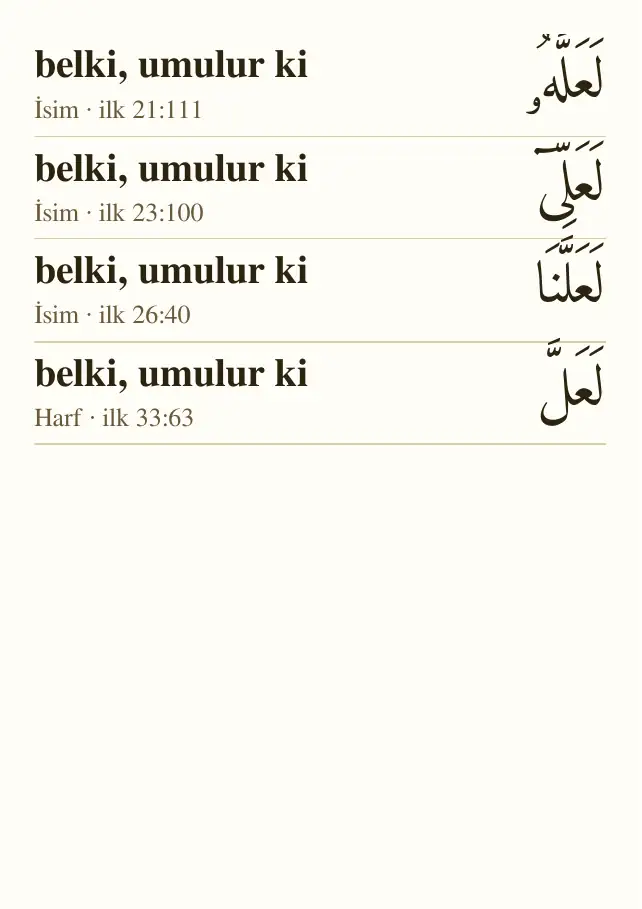 belki, umulur ki لَعَلَّهُۥ
İsim · ilk 21:111
belki, umulur ki لَعَلِّىٓ
İsim · ilk 23:100
belki, umulur ki لَعَلَّنَا
İsim · ilk 26:40
belki, umulur ki لَعَلَّ
Harf · ilk 33:63